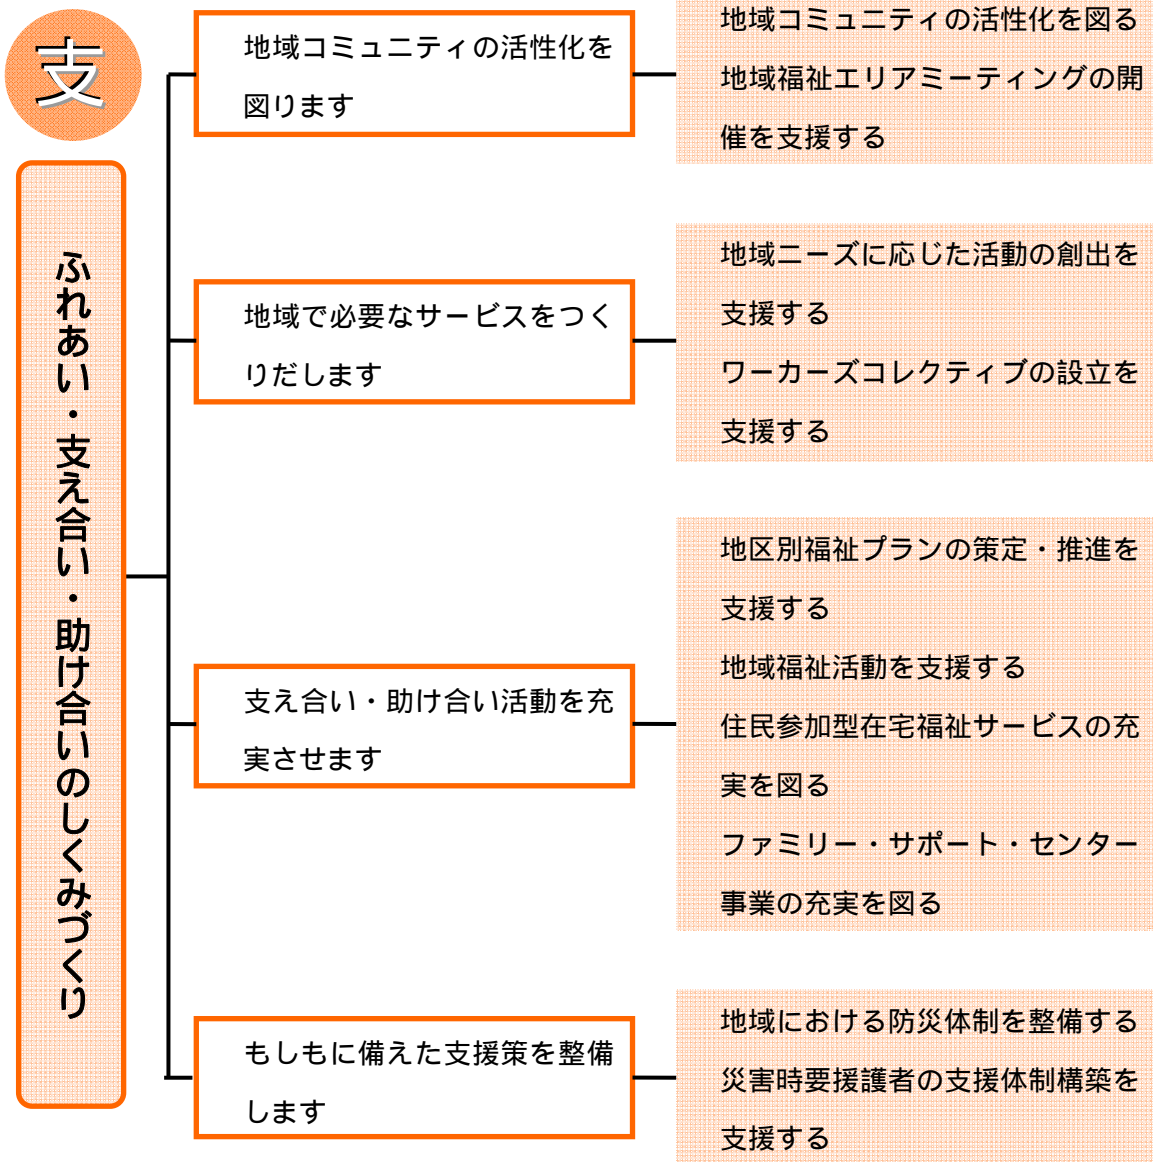 支
ふれあい・支え合い・助け合いのしくみづくり
地域コミュニティの活性化を
図ります
地域コミュニティの活性化を図る
地域福祉エリアミーティングの開
催を支援する
地域で必要なサービスをつく
りだします
地域ニーズに応じた活動の創出を
支援する
ワーカーズコレクティブの設立を
支援する
支え合い・助け合い活動を充
実させます
地区別福祉プランの策定・推進を
支援する
地域福祉活動を支援する
住民参加型在宅福祉サービスの充
実を図る
ファミリー・サポート・センター
事業の充実を図る
もしもに備えた支援策を整備
します
地域における防災体制を整備する
災害時要援護者の支援体制構築を
支援する